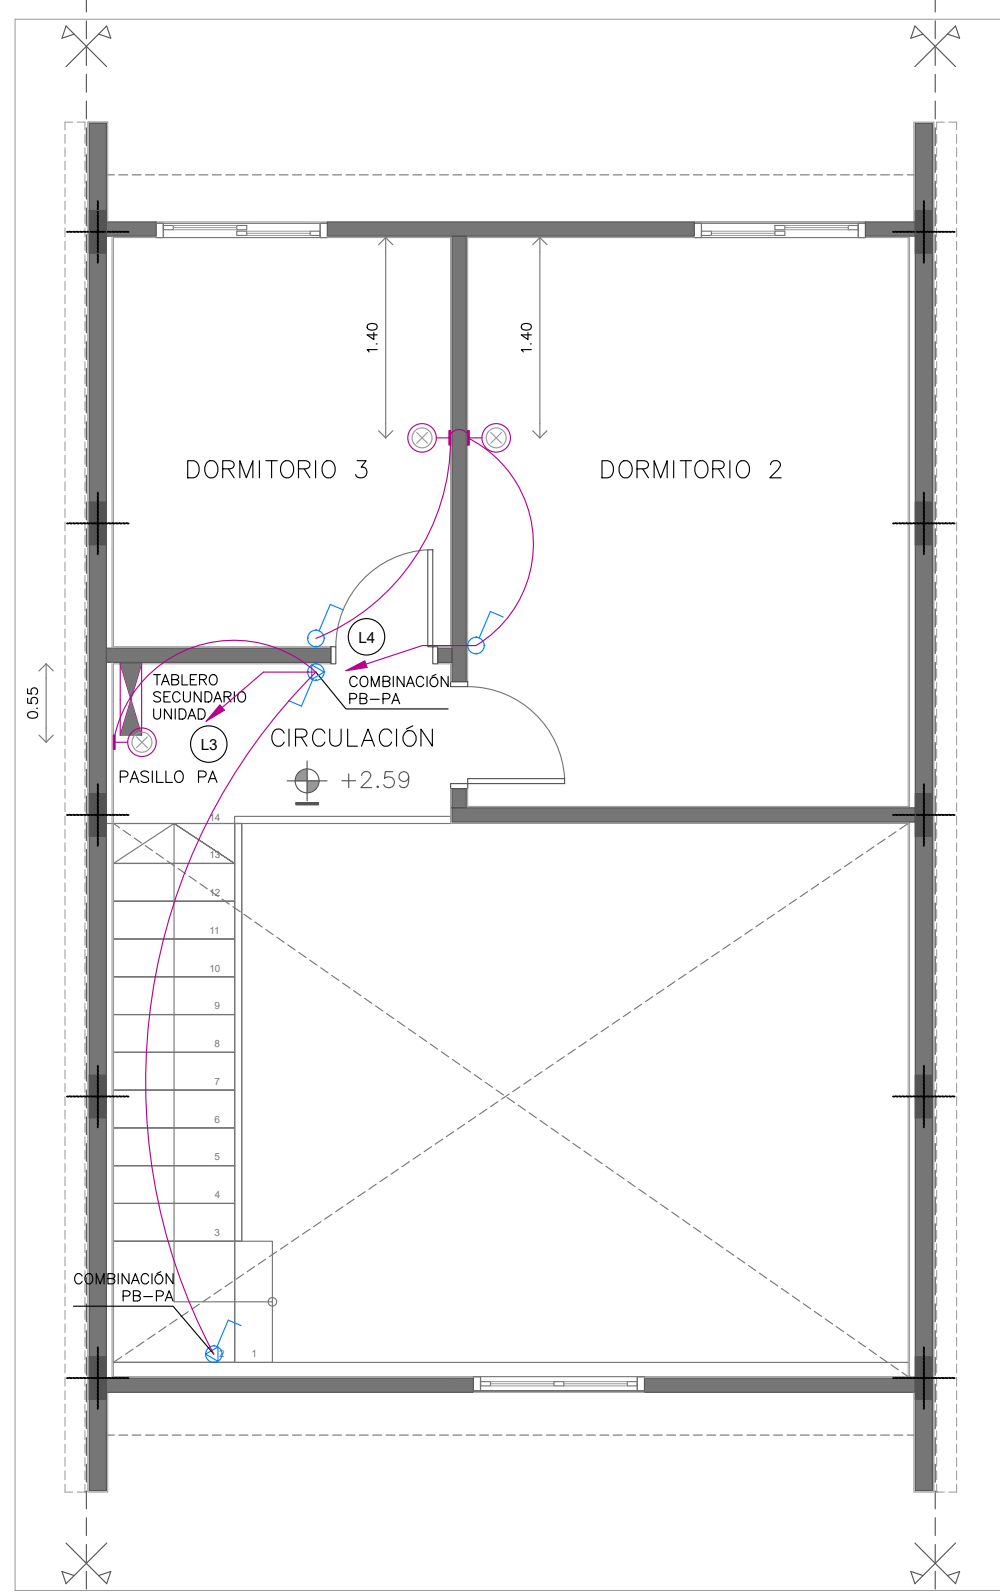 1.40
1.40
DORMITORIO 3
DORMITORIO 2
L4
0.55
TABLERO
SECUNDARIO
UNIDAD
COMBINACIÓN
PB-PA
L3
CIRCULACIÓN
PASILLO PA
+2.59
14
13
12
11
10
9
8
7
6
5
4
3
COMBINACIÓN
PB-PA
2
1